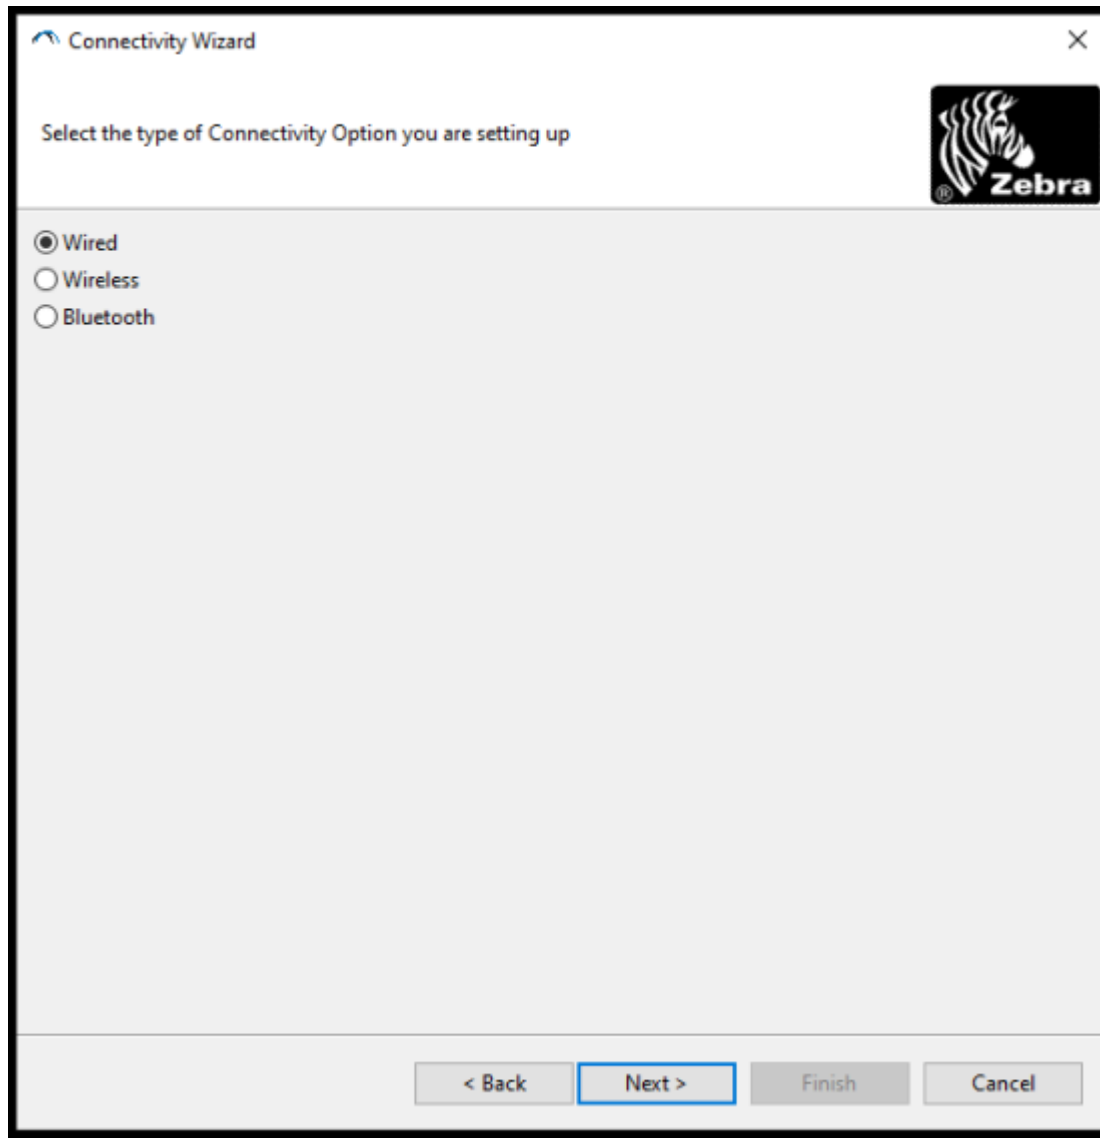 Connectivity Wizard
Select the type of Connectivity Option you are setting up
® Zebra
Wired
Wireless
Bluetooth
< Back Next > Finish Cancel